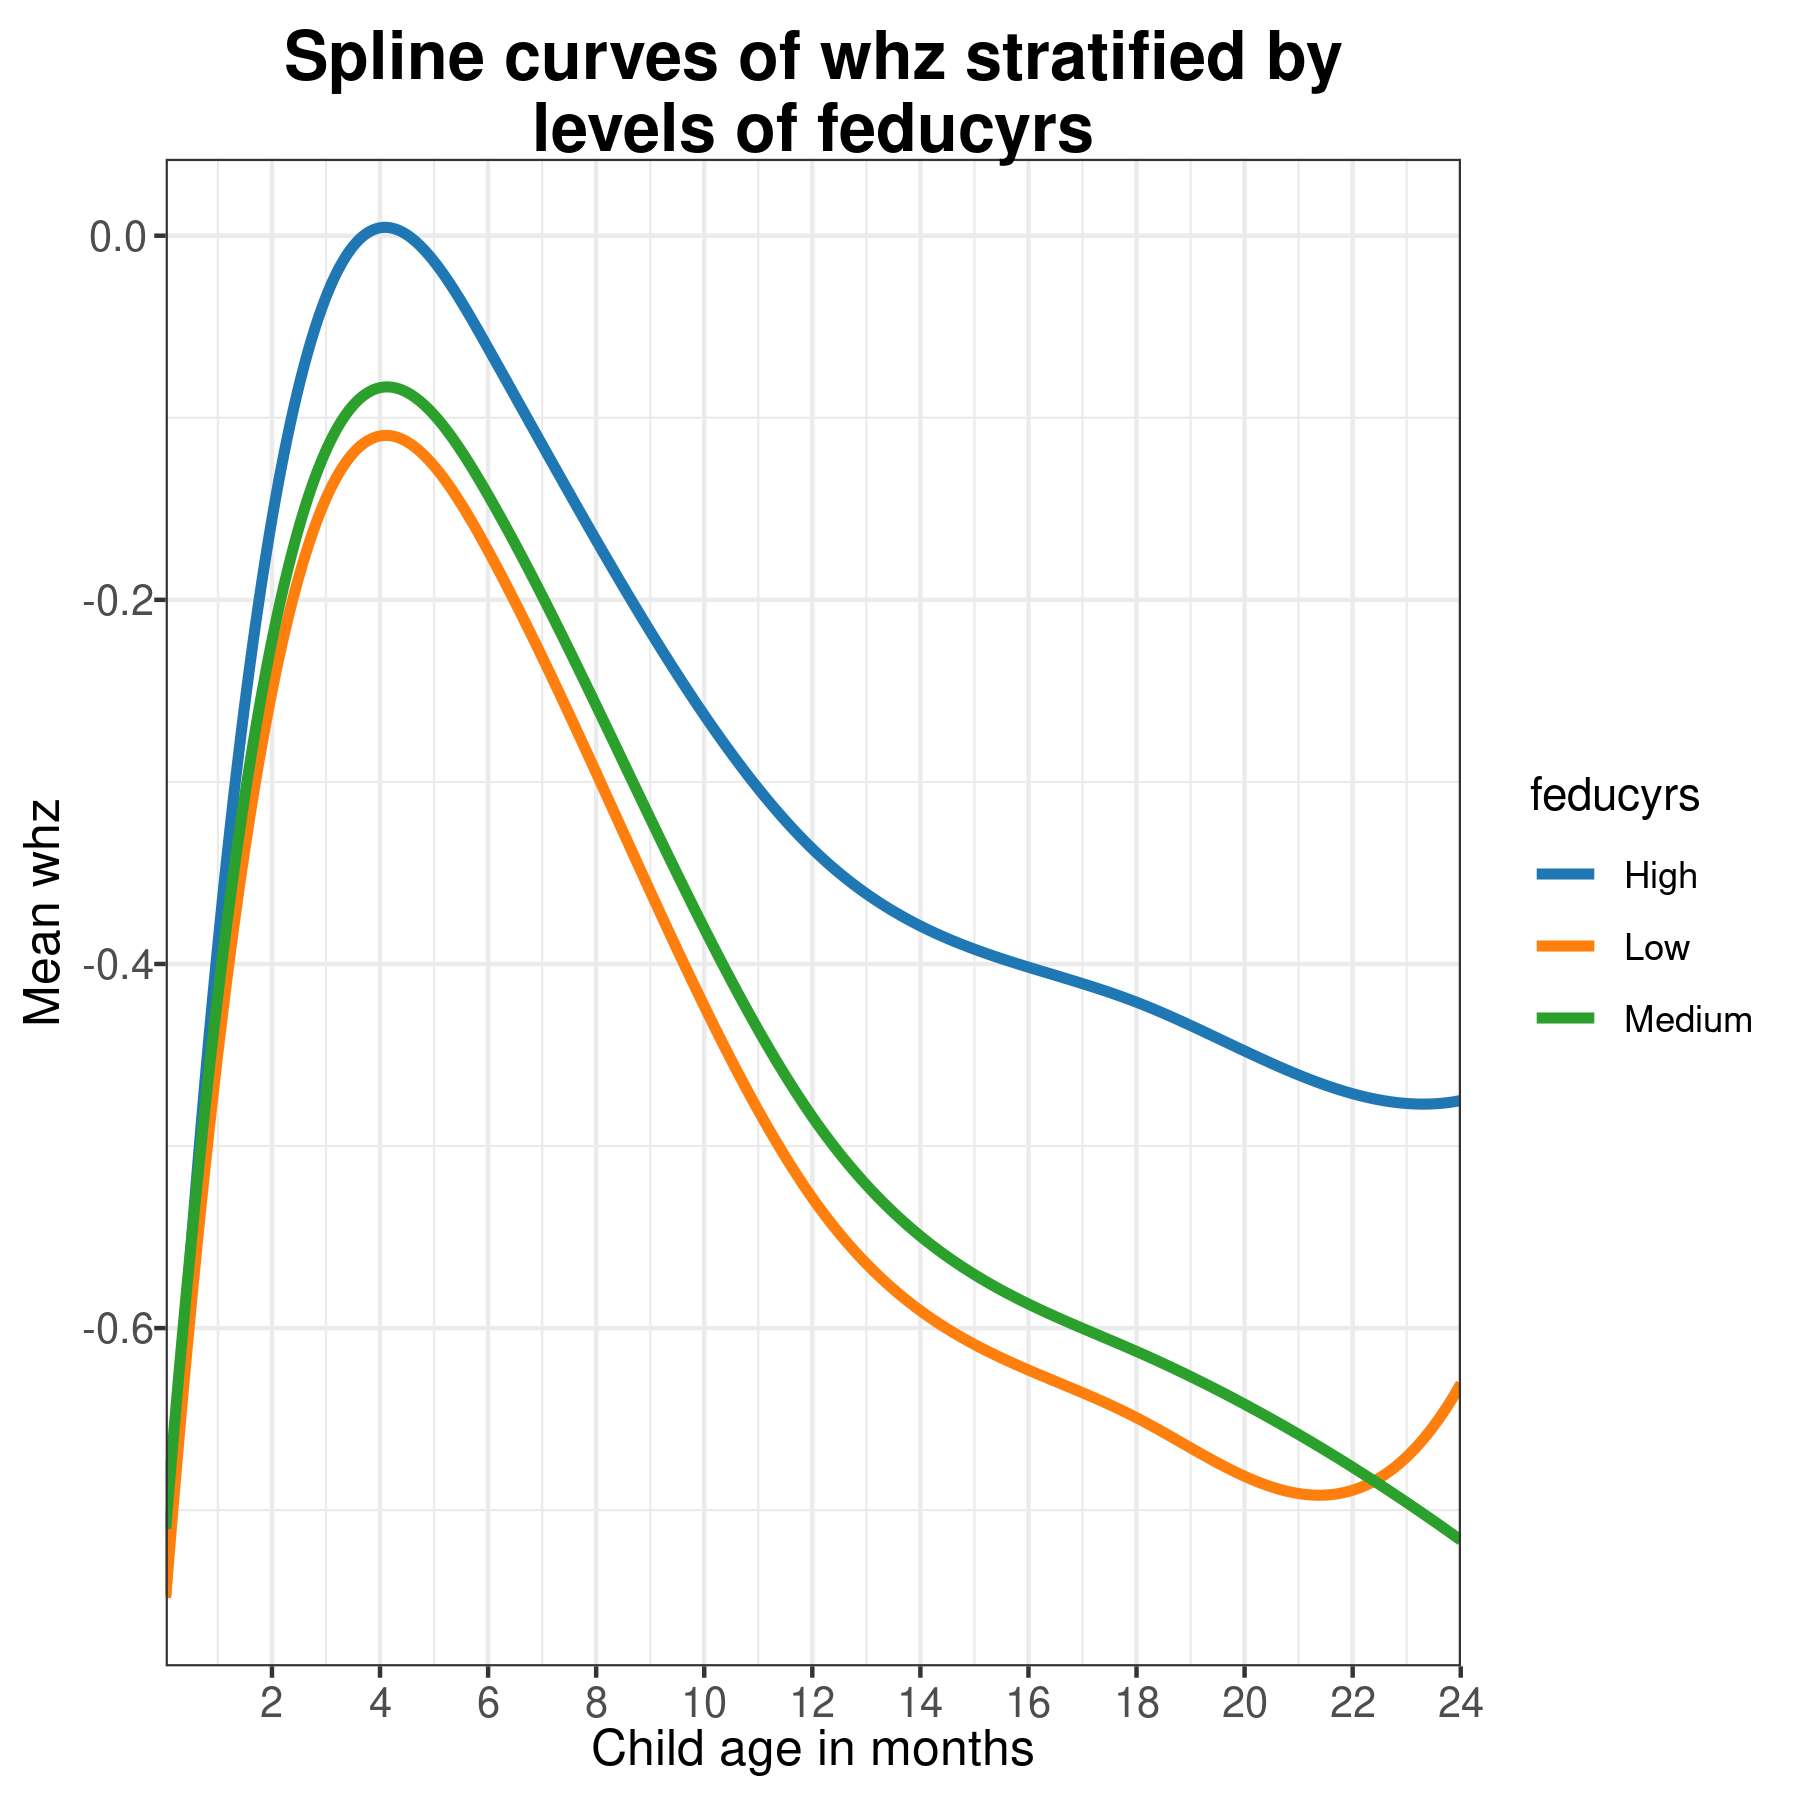 Spline curves of whz stratified by
levels of feducyrs
Mean whz
0.0
-0.2
-0.4
-0.6
2 4 6 8 10 12 14 16 18 20 22 24
Child age in months
feducyrs
High
Low
Medium